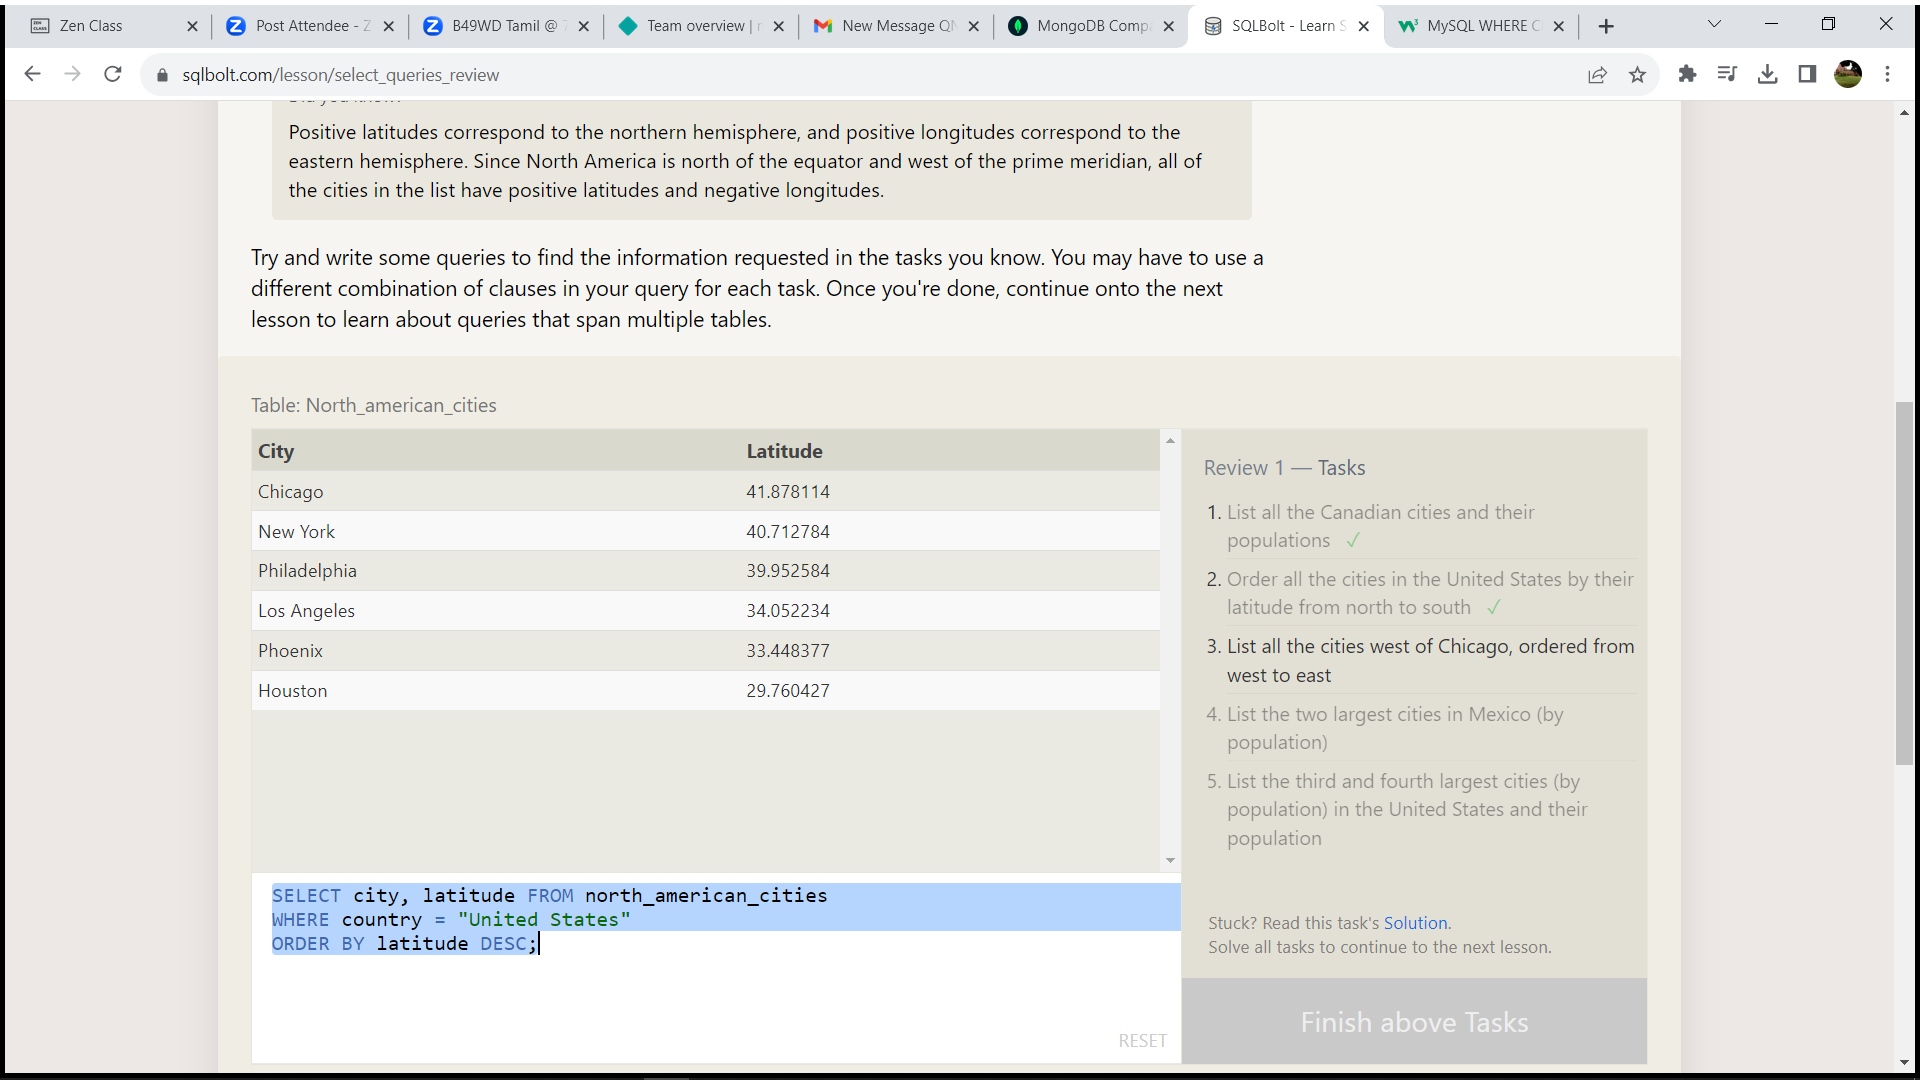 Zen Class
Post Attendee - Z
B49WD Tamil @ 7
Team overview |
New Message Q
MongoDB Comp
SQLBolt - Learn S
MySQL WHERE C
sqlbolt.com/lesson/select_queries_review
Positive latitudes correspond to the northern hemisphere, and positive longitudes correspond to the
eastern hemisphere. Since North America is north of the equator and west of the prime meridian, all of
the cities in the list have positive latitudes and negative longitudes.
Try and write some queries to find the information requested in the tasks you know. You may have to use a
different combination of clauses in your query for each task. Once you're done, continue onto the next
lesson to learn about queries that span multiple tables.
Table: North_american_cities
City Latitude
Chicago 41.878114
New York 40.712784
Philadelphia 39.952584
Los Angeles 34.052234
Phoenix 33.448377
Houston 29.760427
SELECT city, latitude FROM north_american_cities
WHERE country = "United States"
ORDER BY latitude DESC;
RESET
Review 1 — Tasks
1. List all the Canadian cities and their
populations ✓
2. Order all the cities in the United States by their
latitude from north to south ✓
3. List all the cities west of Chicago, ordered from
west to east
4. List the two largest cities in Mexico (by
population)
5. List the third and fourth largest cities (by
population) in the United States and their
population
Stuck? Read this task's Solution.
Solve all tasks to continue to the next lesson.
Finish above Tasks